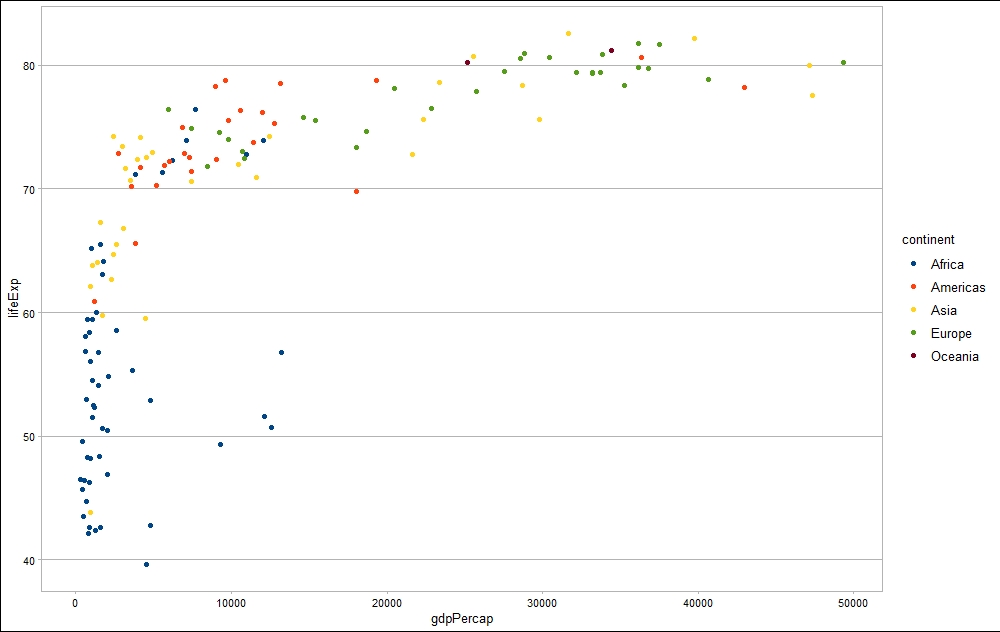 80
70
60
50
40
lifeExp
0 10000 20000 30000 40000 50000
gdpPercap
continent
Africa
Americas
Asia
Europe
Oceania